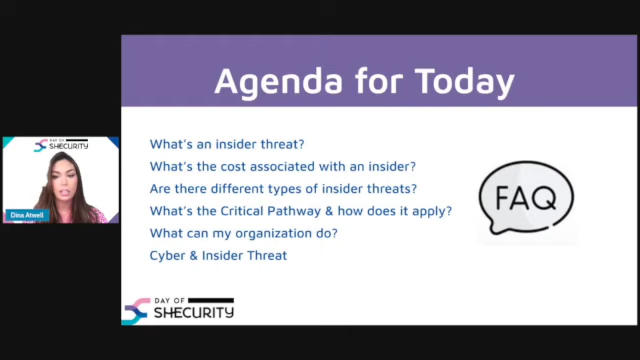 Agenda for Today
DAY OF
SHECURITY
Dina Atwell
What's an insider threat?
What's the cost associated with an insider?
Are there different types of insider threats?
What's the Critical Pathway & how does it apply?
What can my organization do?
Cyber & Insider Threat
FAQ
DAY OF
SHECURITY